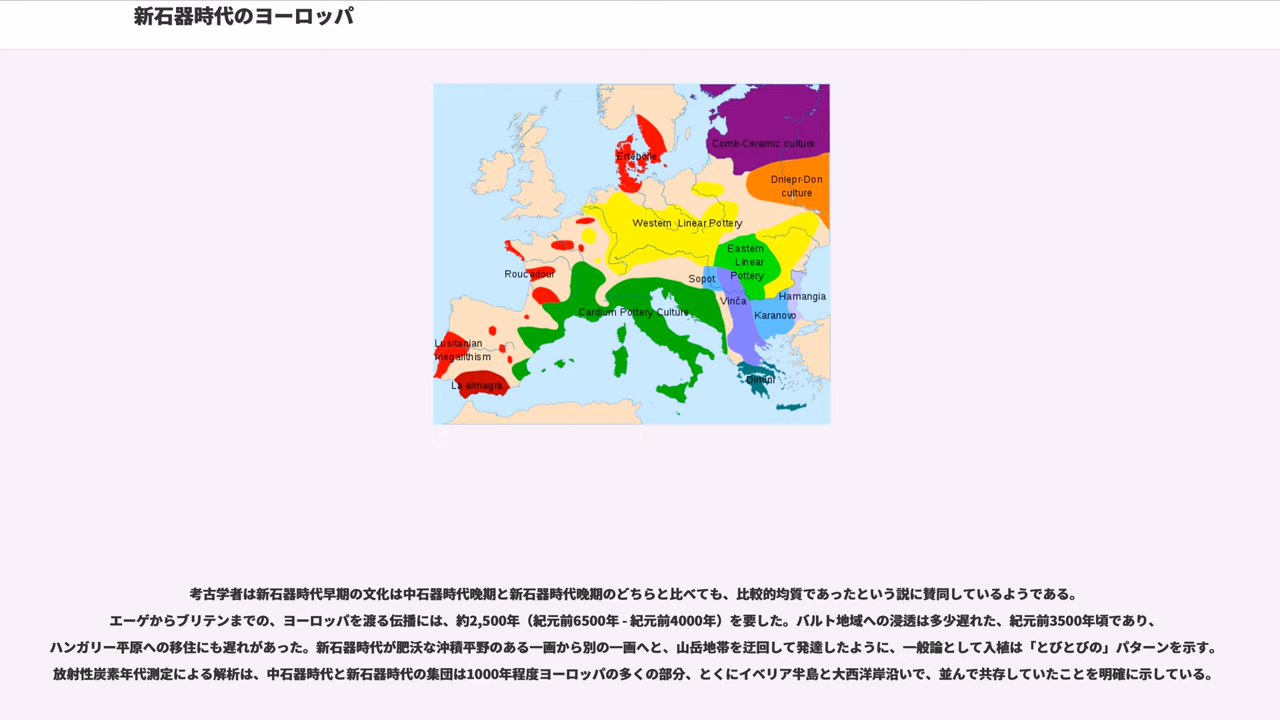 新石器時代のヨーロッパ
Comb-Ceramic culture
Ertebølle
Dniepr-Don
culture
Western Linear Pottery
Eastern
Linear
Pottery
Roucadour
Sopot
Vinča
Hamangia
Cardium Pottery Culture
Karanovo
Lusitanian
megalithism
La almagra
Dimini
考古学者は新石器時代早期の文化は中石器時代晩期と新石器時代晩期のどちらと比べても、比較的均質であったという説に賛同しているようである。
エーゲからブリテンまでの、ヨーロッパを渡る伝播には、約2,500年（紀元前6500年 - 紀元前4000年）を要した。バルト地域への浸透は多少遅れた、紀元前3500年頃であり、
ハンガリー平原への移住にも遅れがあった。新石器時代が肥沃な沖積平野のある一画から別の一画へと、山岳地帯を迂回して発達したように、一般論として入植は「とびとびの」パターンを示す。
放射性炭素年代測定による解析は、中石器時代と新石器時代の集団は1000年程度ヨーロッパの多くの部分、とくにイベリア半島と大西洋岸沿いで、並んで共存していたことを明確に示している。